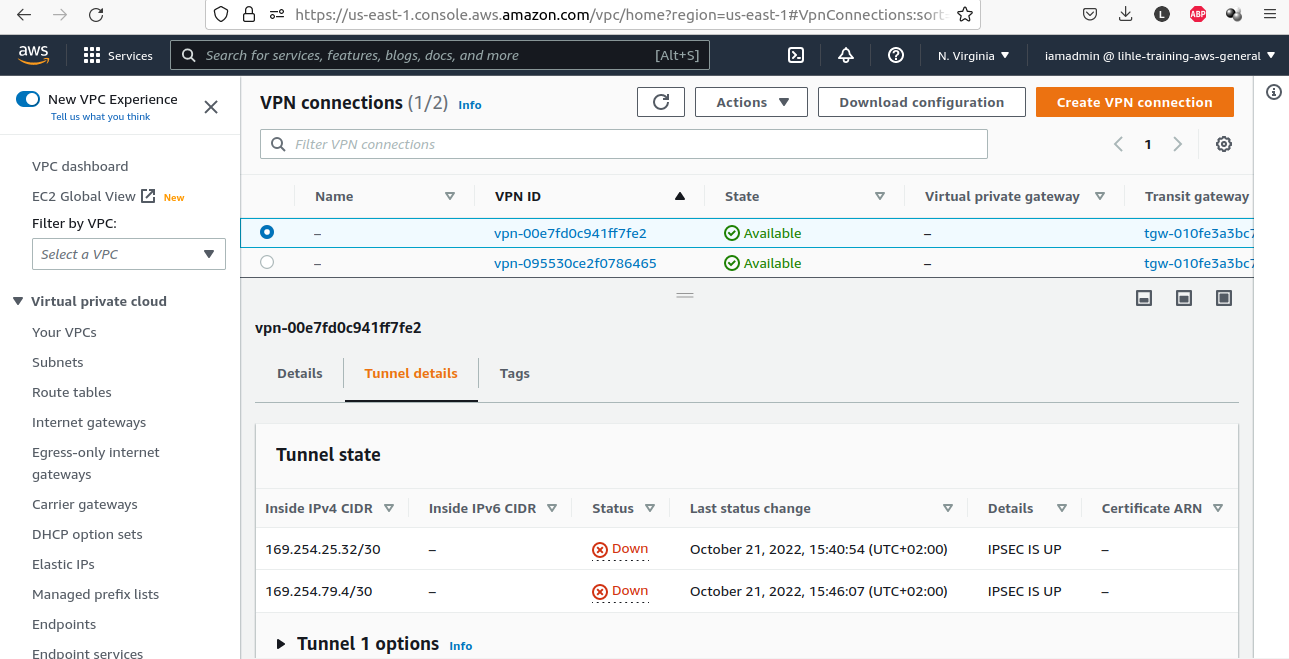 https://us-east-1.console.aws.amazon.com/vpc/home?region=us-east-1#VpnConnections:sort
L
ABP
aws
Services
Search for services, features, blogs, docs, and more [Alt+S]
N. Virginia
iamadmin @ lihle-training-aws-general
New VPC Experience
Tell us what you think
VPC dashboard
EC2 Global View New
Filter by VPC:
Select a VPC
Virtual private cloud
Your VPCs
Subnets
Route tables
Internet gateways
Egress-only internet
gateways
Carrier gateways
DHCP option sets
Elastic IPs
Managed prefix lists
Endpoints
Endpoint services
VPN connections (1/2) Info
Actions
Download configuration
Create VPN connection
Filter VPN connections
1
Name VPN ID State Virtual private gateway Transit gateway
– vpn-00e7fd0c941ff7fe2 Available – tgw-010fe3a3bc7
– vpn-095530ce2f0786465 Available – tgw-010fe3a3bc7
vpn-00e7fd0c941ff7fe2
Details Tunnel details Tags
Tunnel state
Inside IPv4 CIDR Inside IPv6 CIDR Status Last status change Details Certificate ARN
169.254.25.32/30 – Down October 21, 2022, 15:40:54 (UTC+02:00) IPSEC IS UP –
169.254.79.4/30 – Down October 21, 2022, 15:46:07 (UTC+02:00) IPSEC IS UP –
Tunnel 1 options Info